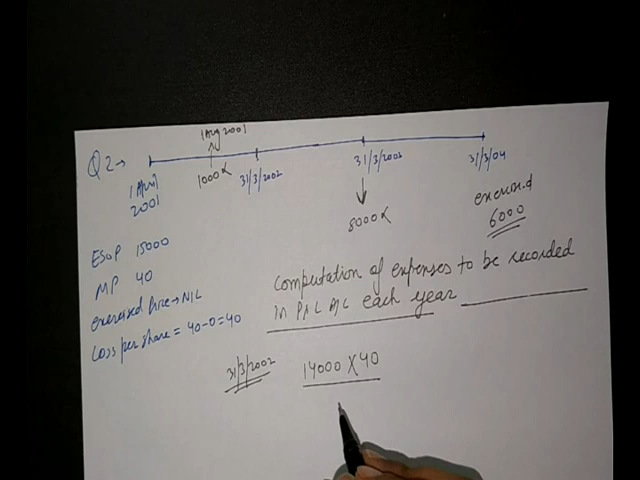 Q2→
1 Aug 2001
1 April
2001
1000 X
31/3/2002
31/3/2003
31/3/04
8000 X
exercised
6000
ESOP 15000
MP 40
exercised Price → NIL
Loss per share = 40-0=40
Computation of expenses to be recorded
in P&L A/C each year
31/3/2002
14000 X 40